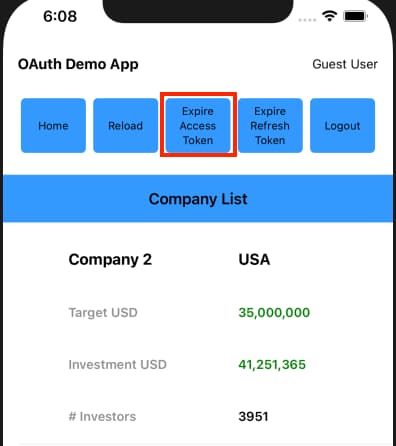 6:08
OAuth Demo App
Guest User
Home
Reload
Expire
Access
Token
Expire
Refresh
Token
Logout
Company List
Company 2
USA
Target USD
35,000,000
Investment USD
41,251,365
# Investors
3951